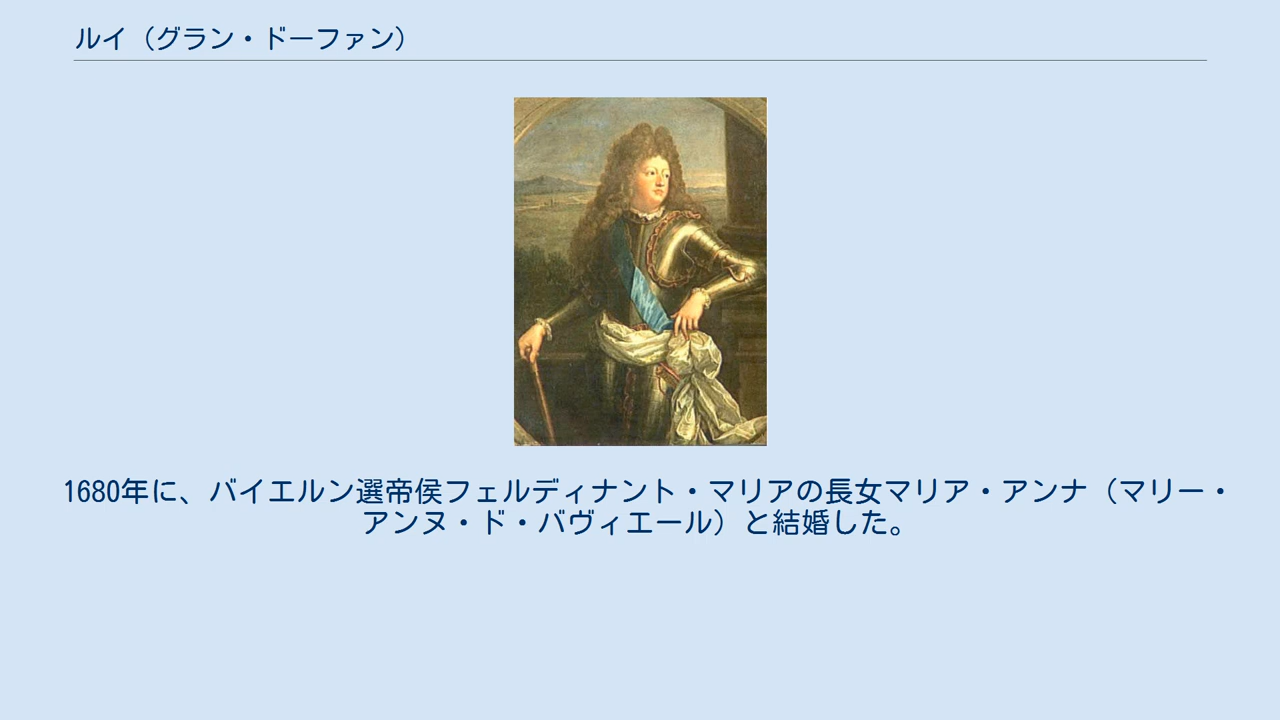 ルイ（グラン・ドーファン）
1680年に、バイエルン選帝侯フェルディナント・マリアの長女マリア・アンナ（マリー・
アンヌ・ド・バヴィエール）と結婚した。